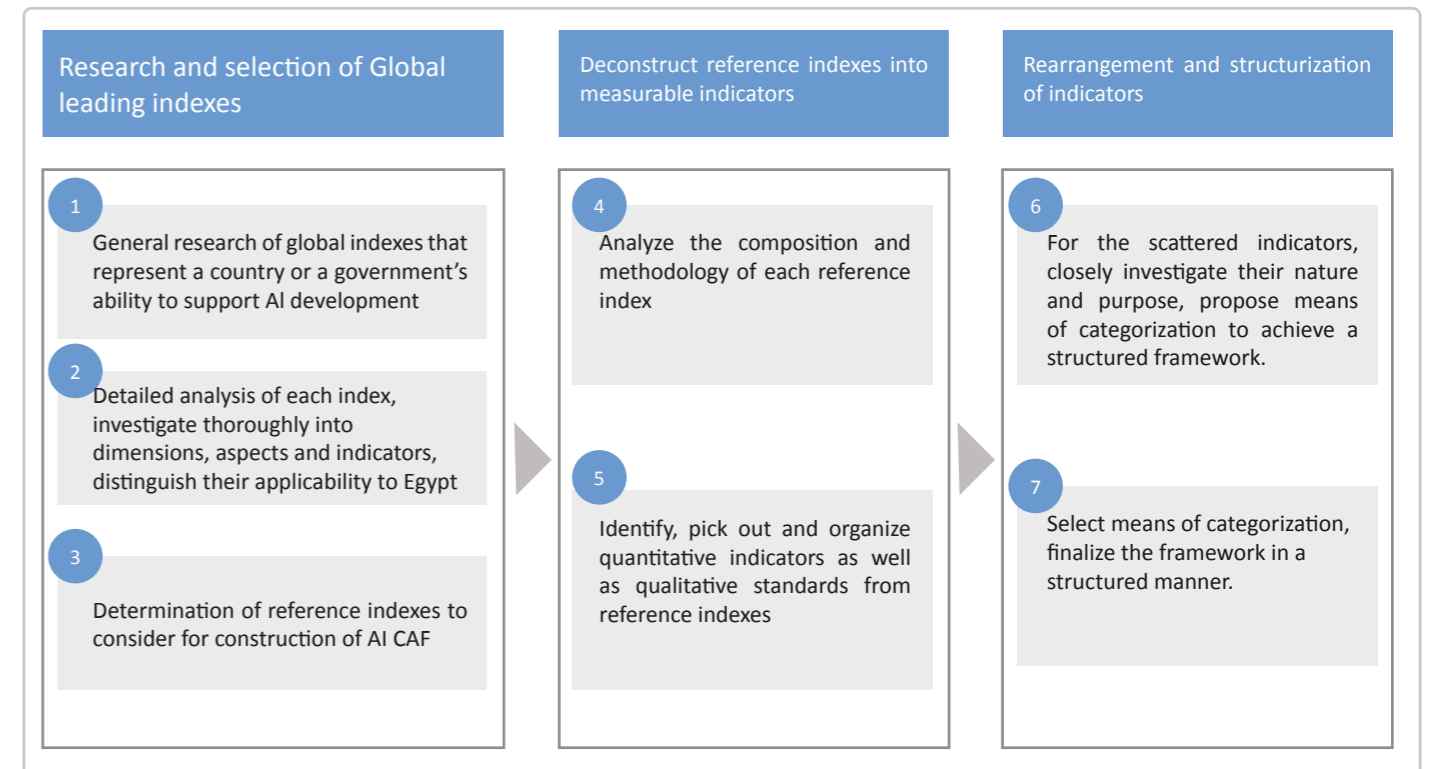 Research and selection of Global
leading indexes
1
General research of global indexes that
represent a country or a government’s
ability to support AI development
2
Detailed analysis of each index,
investigate thoroughly into
dimensions, aspects and indicators,
distinguish their applicability to Egypt
3
Determination of reference indexes to
consider for construction of AI CAF
Deconstruct reference indexes into
measurable indicators
4
Analyze the composition and
methodology of each reference
index
5
Identify, pick out and organize
quantitative indicators as well
as qualitative standards from
reference indexes
Rearrangement and structurization
of indicators
6
For the scattered indicators,
closely investigate their nature
and purpose, propose means
of categorization to achieve a
structured framework.
7
Select means of categorization,
finalize the framework in a
structured manner.